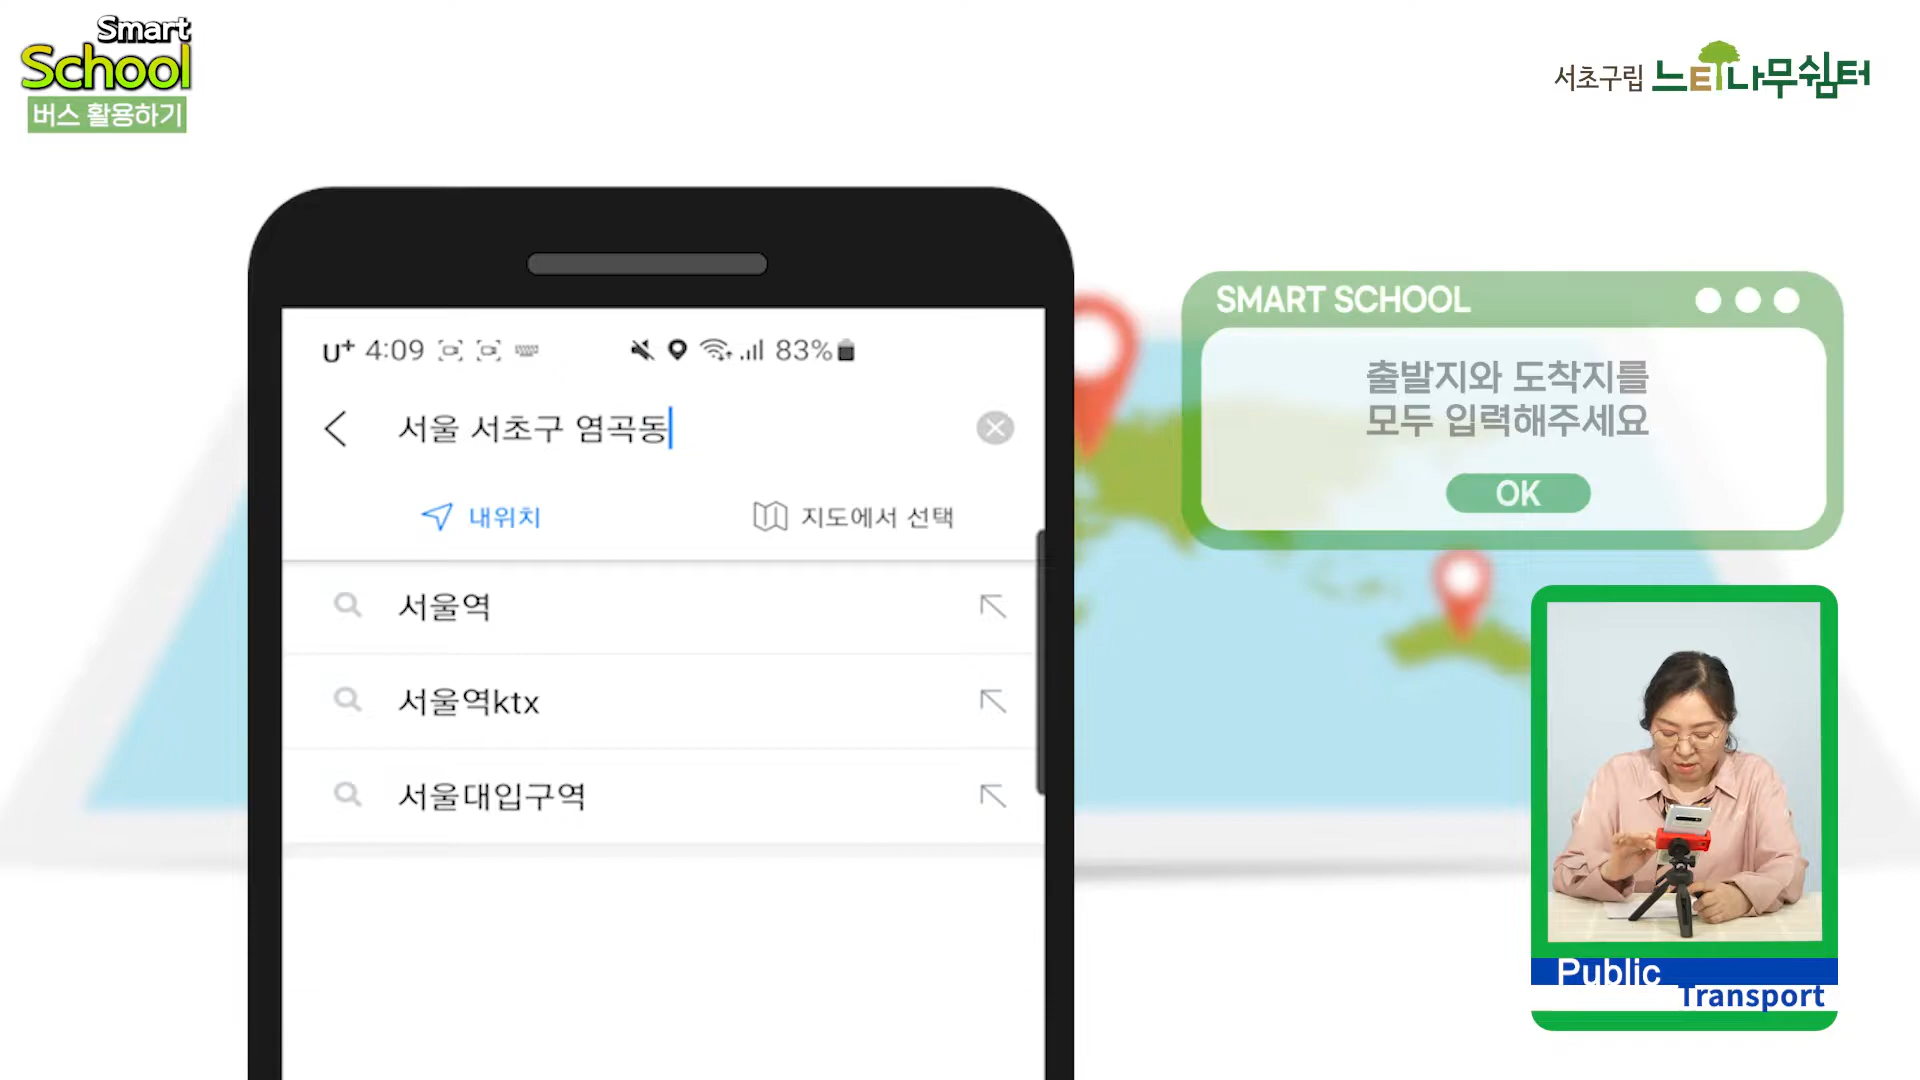 Smart
School
버스 활용하기
서초구립 느티나무쉼터
U+ 4:09 83%
서울 서초구 염곡동
내위치 지도에서 선택
서울역
서울역ktx
서울대입구역
SMART SCHOOL
출발지와 도착지를
모두 입력해주세요
OK
Public
Transport